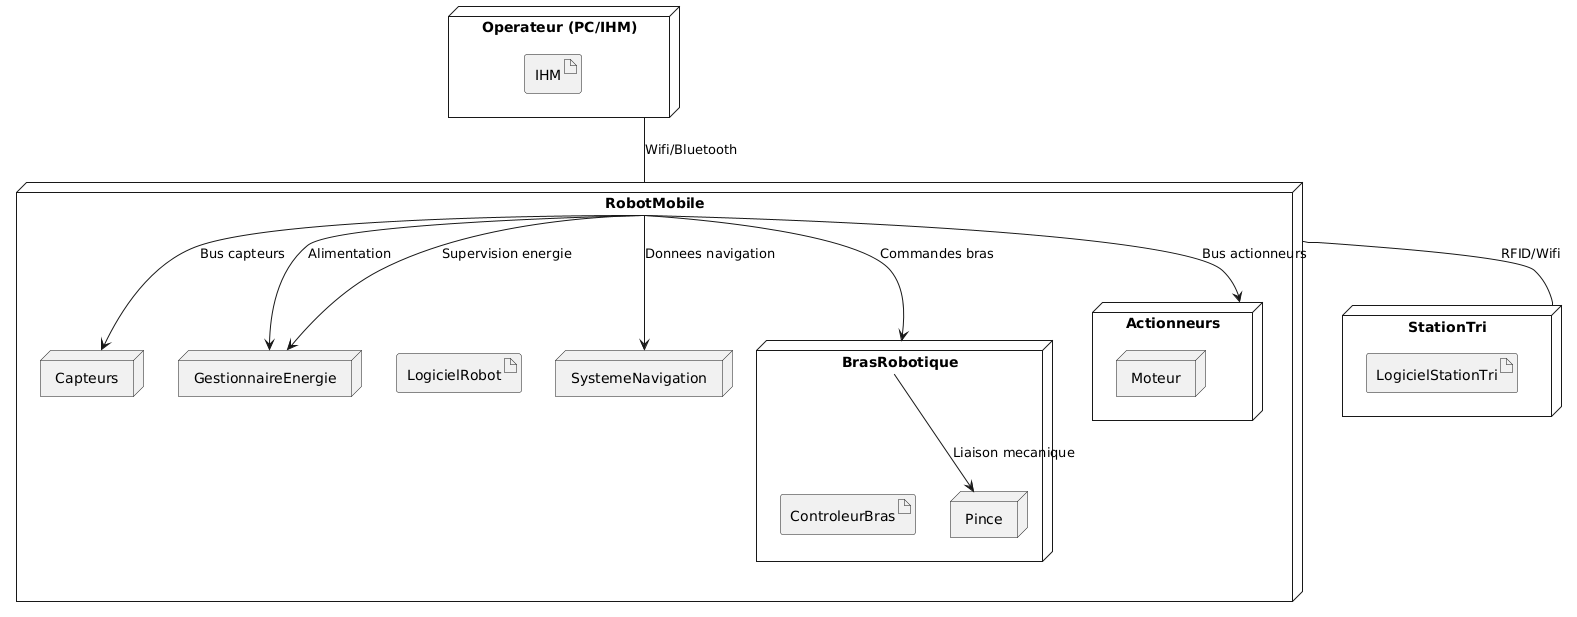 Operateur (PC/IHM)
IHM
Wifi/Bluetooth
RobotMobile
Bus capteurs
Alimentation
Supervision energie
Donnees navigation
Commandes bras
Bus actionneurs
RFID/Wifi
Capteurs
GestionnaireEnergie
LogicielRobot
SystemeNavigation
BrasRobotique
Actionneurs
Moteur
StationTri
LogicielStationTri
Liaison mecanique
ControleurBras
Pince